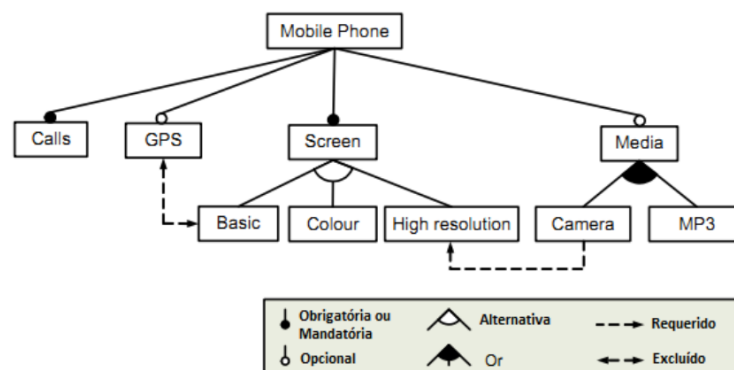 Mobile Phone
Calls
GPS
Screen
Media
Basic
Colour
High resolution
Camera
MP3
Obrigatória ou
Mandatória
Alternativa
Requerido
Opcional
Or
Excluído